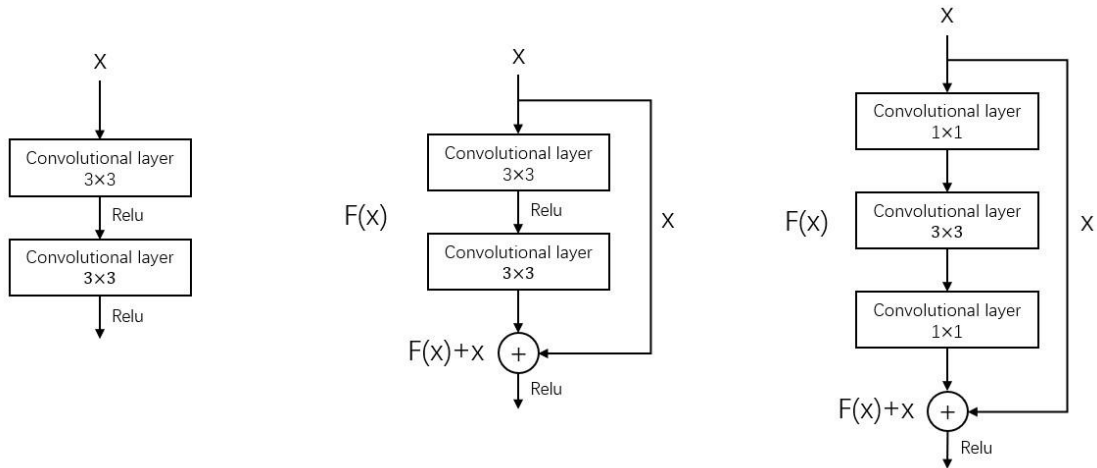 X
Convolutional layer
3×3
Relu
Convolutional layer
3×3
Relu
X
Convolutional layer
3×3
F(x)
Relu
X
Convolutional layer
3×3
F(x)+x
+
Relu
X
Convolutional layer
1×1
F(x)
Convolutional layer
3×3
X
Convolutional layer
1×1
F(x)+x
+
Relu